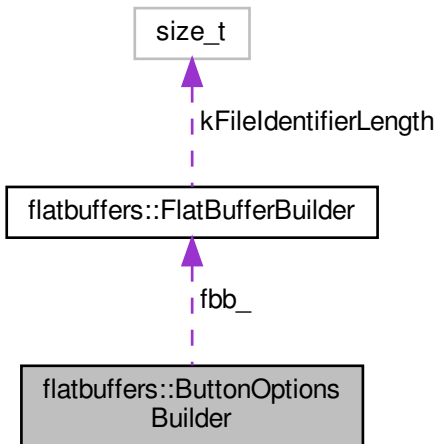 size_t
kFileIdentifierLength
flatbuffers::FlatBufferBuilder
fbb_
flatbuffers::ButtonOptions
Builder